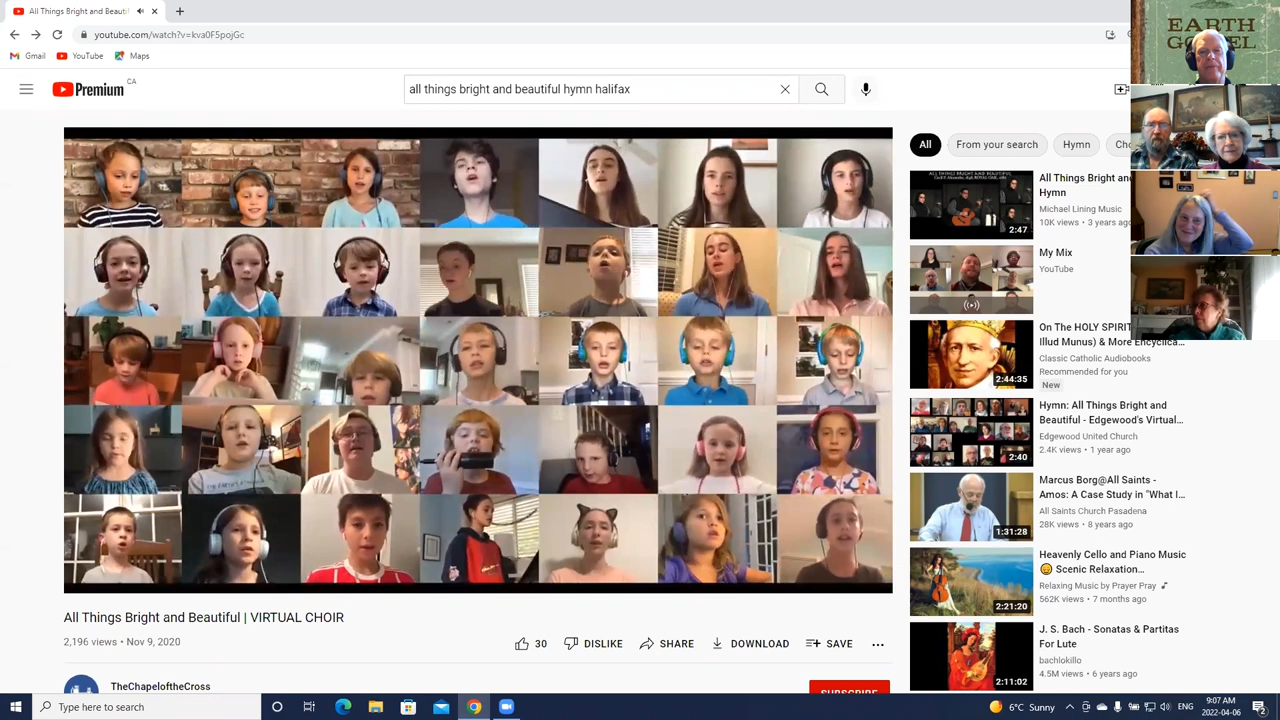 All Things Bright and Beautif
youtube.com/watch?v=kva0F5pojGc
Gmail
YouTube
Maps
Premium
CA
all things bright and beautiful hymn halifax
EARTH
All
From your search
Hymn
Cho
All Things Bright and
Hymn
Michael Lining Music
10K views • 3 years ago
2:47
My Mix
YouTube
On The HOLY SPIRIT
Illud Munus) & More Encyclica...
Classic Catholic Audiobooks
Recommended for you
New
2:44:35
Hymn: All Things Bright and
Beautiful - Edgewood's Virtual...
Edgewood United Church
2.4K views • 1 year ago
2:40
Marcus Borg@All Saints -
Amos: A Case Study in "What I...
All Saints Church Pasadena
28K views • 8 years ago
1:31:28
Heavenly Cello and Piano Music
Scenic Relaxation...
Relaxing Music by Prayer Pray
562K views • 7 months ago
2:21:20
J. S. Bach - Sonatas & Partitas
For Lute
bachlokillo
4.5M views • 6 years ago
2:11:02
All Things Bright and Beautiful | VIRTUAL CHOIR
2,196 views • Nov 9, 2020
30
DISLIKE
SHARE
DOWNLOAD
SAVE
TheChapeloftheCross
SUBSCRIBE
Type here to search
6°C Sunny
ENG
9:07 AM
2022-04-06
2